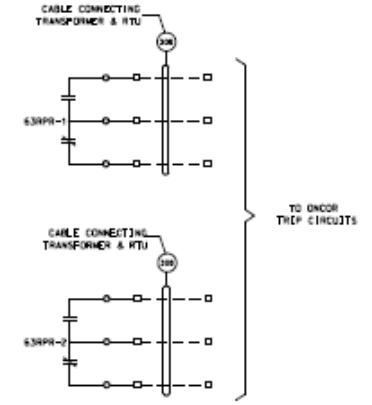 CABLE CONNECTING
TRANSFORMER & RTU
63RPR-1
TO ONCOR
TRIP CIRCUITS
CABLE CONNECTING
TRANSFORMER & RTU
63RPR-2